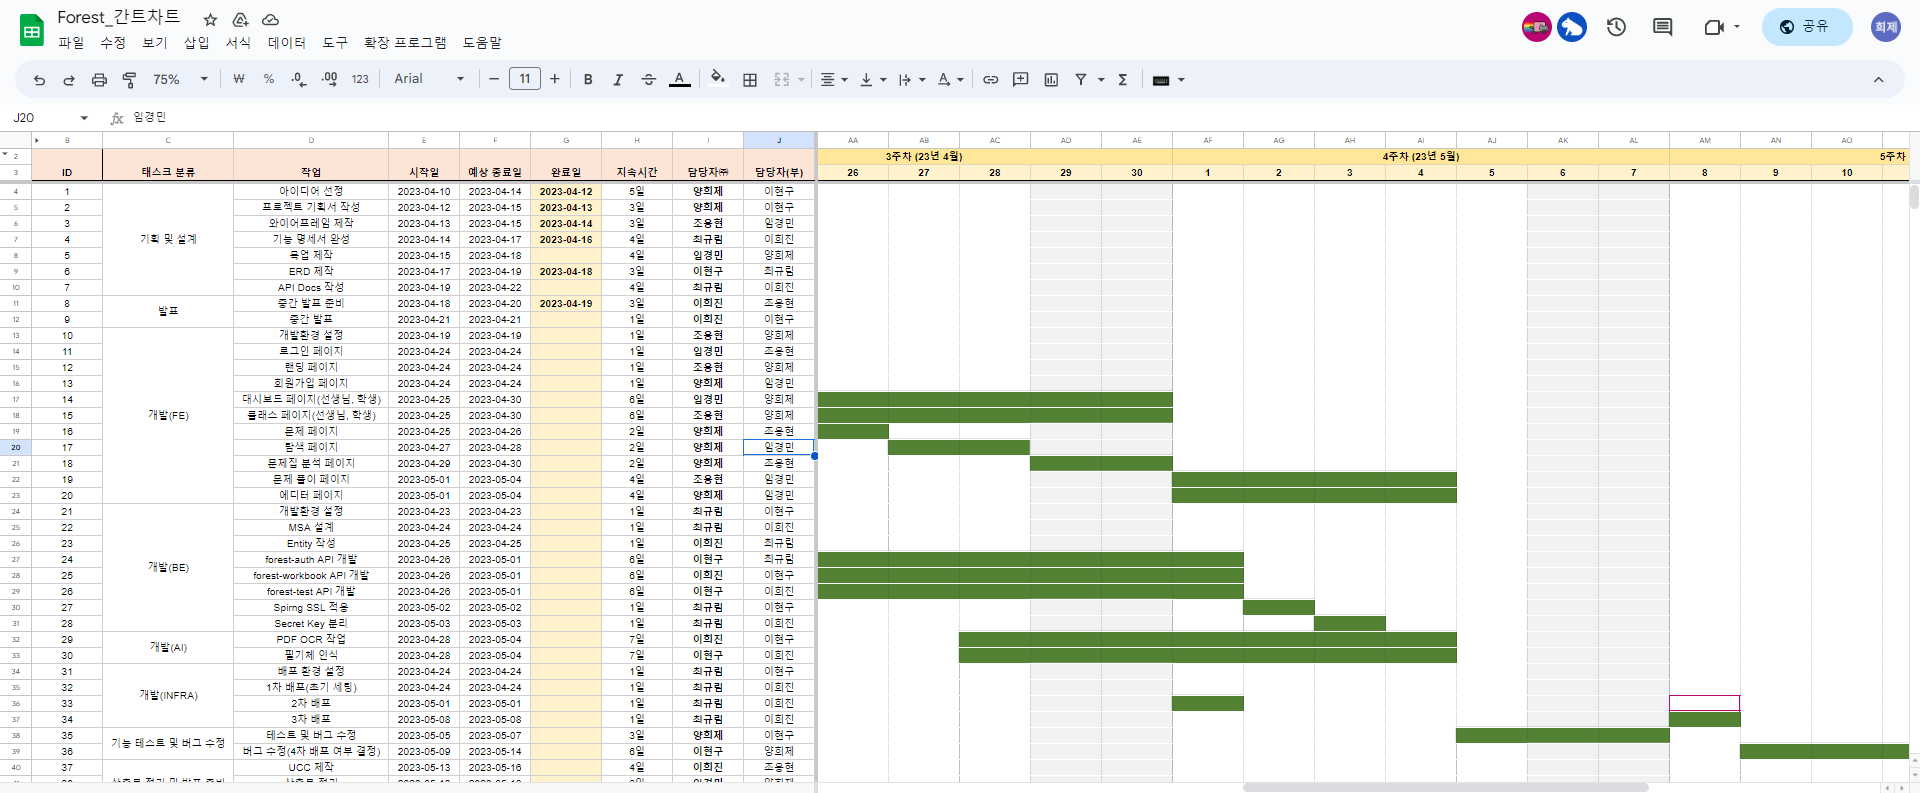 Forest_간트차트
파일 수정 보기 삽입 서식 데이터 도구 확장 프로그램 도움말
공유
희제
75% ₩ % .0 .00 123 Arial 11
J20 임경민
B C D E F G H I J AA AB AC AD AE AF AG AH AI AJ AK AL AM AN AO
2 3주차 (23년 4월) 4주차 (23년 5월) 5주차
3 ID 태스크 분류 작업 시작일 예상 종료일 완료일 지속시간 담당자㈜ 담당자(부) 26 27 28 29 30 1 2 3 4 5 6 7 8 9 10
4 1 아이디어 선정 2023-04-10 2023-04-14 2023-04-12 5일 양희제 이현구
5 2 프로젝트 기획서 작성 2023-04-12 2023-04-15 2023-04-13 3일 양희제 이현구
6 3 와이어프레임 제작 2023-04-13 2023-04-15 2023-04-14 3일 조용현 임경민
7 4 기획 및 설계 기능 명세서 완성 2023-04-14 2023-04-17 2023-04-16 4일 최규림 이희진
8 5 목업 제작 2023-04-15 2023-04-18 4일 임경민 양희제
9 6 ERD 제작 2023-04-17 2023-04-19 2023-04-18 3일 이현구 최규림
10 7 API Docs 작성 2023-04-19 2023-04-22 4일 최규림 이희진
11 8 발표 중간 발표 준비 2023-04-18 2023-04-20 2023-04-19 3일 이희진 조용현
12 9 중간 발표 2023-04-21 2023-04-21 1일 이희진 이현구
13 10 개발환경 설정 2023-04-19 2023-04-19 1일 조용현 양희제
14 11 로그인 페이지 2023-04-24 2023-04-24 1일 임경민 조용현
15 12 랜딩 페이지 2023-04-24 2023-04-24 1일 조용현 양희제
16 13 회원가입 페이지 2023-04-24 2023-04-24 1일 양희제 임경민
17 14 대시보드 페이지(선생님, 학생) 2023-04-25 2023-04-30 6일 임경민 양희제
18 15 개발(FE) 클래스 페이지(선생님, 학생) 2023-04-25 2023-04-30 6일 조용현 양희제
19 16 문제 페이지 2023-04-25 2023-04-26 2일 양희제 조용현
20 17 탐색 페이지 2023-04-27 2023-04-28 2일 양희제 임경민
21 18 문제집 분석 페이지 2023-04-29 2023-04-30 2일 양희제 조용현
22 19 문제 풀이 페이지 2023-05-01 2023-05-04 4일 조용현 임경민
23 20 에디터 페이지 2023-05-01 2023-05-04 4일 양희제 임경민
24 21 개발환경 설정 2023-04-23 2023-04-23 1일 최규림 이현구
25 22 MSA 설계 2023-04-24 2023-04-24 1일 최규림 이희진
26 23 Entity 작성 2023-04-25 2023-04-25 1일 이희진 최규림
27 24 개발(BE) forest-auth API 개발 2023-04-26 2023-05-01 6일 이현구 최규림
28 25 forest-workbook API 개발 2023-04-26 2023-05-01 6일 이희진 이현구
29 26 forest-test API 개발 2023-04-26 2023-05-01 6일 이현구 이희진
30 27 Spirng SSL 적용 2023-05-02 2023-05-02 1일 최규림 이현구
31 28 Secret Key 분리 2023-05-03 2023-05-03 1일 최규림 이희진
32 29 개발(AI) PDF OCR 작업 2023-04-28 2023-05-04 7일 이희진 이현구
33 30 필기체 인식 2023-04-28 2023-05-04 7일 이현구 이희진
34 31 배포 환경 설정 2023-04-24 2023-04-24 1일 최규림 이현구
35 32 개발(INFRA) 1차 배포(초기 세팅) 2023-04-24 2023-04-24 1일 최규림 이희진
36 33 2차 배포 2023-05-01 2023-05-01 1일 최규림 이희진
37 34 3차 배포 2023-05-08 2023-05-08 1일 최규림 이희진
38 35 기능 테스트 및 버그 수정 테스트 및 버그 수정 2023-05-05 2023-05-07 3일 양희제 이현구
39 36 버그 수정(4차 배포 여부 결정) 2023-05-09 2023-05-14 6일 이현구 양희제
40 37 UCC 제작 2023-05-13 2023-05-16 4일 이희진 조용현